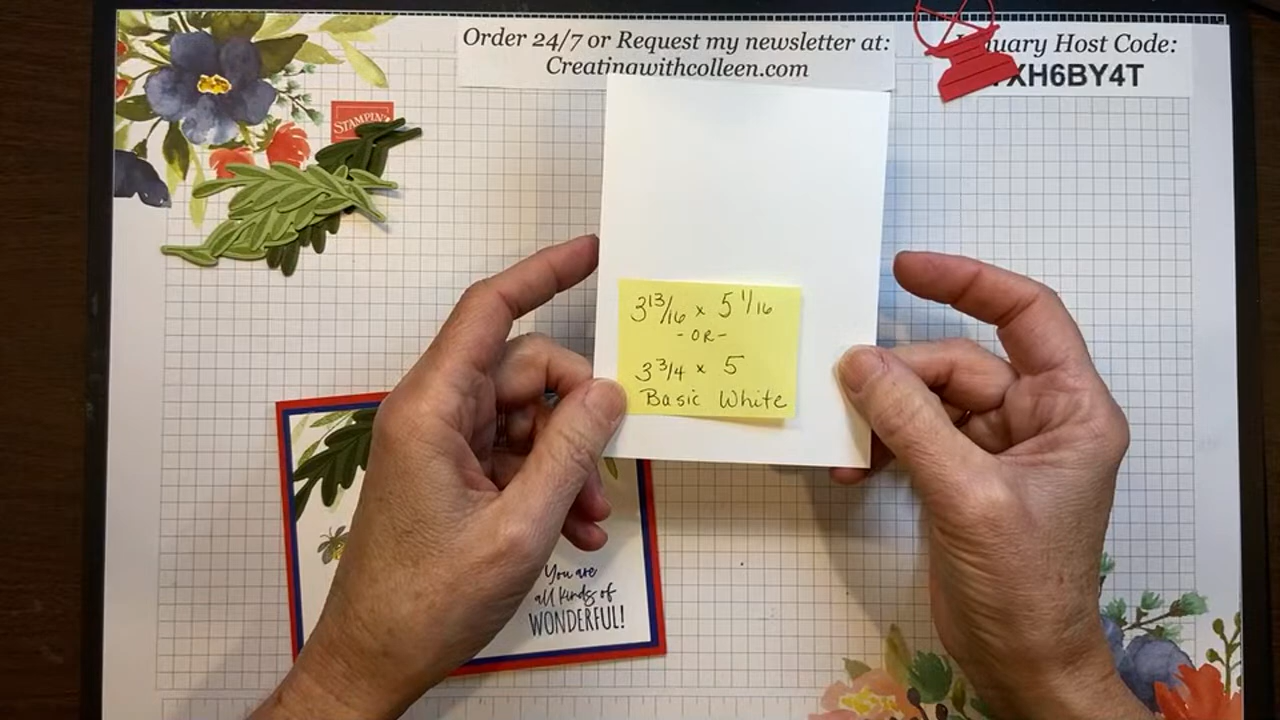 Order 24/7 or Request my newsletter at:
Creatingwithcolleen.com
Host Code:
XH6BY4T
STAMPIN'
3 13/16 x 5 1/16
- OR -
3 3/4 x 5
Basic White
You are
all kinds of
WONDERFUL!